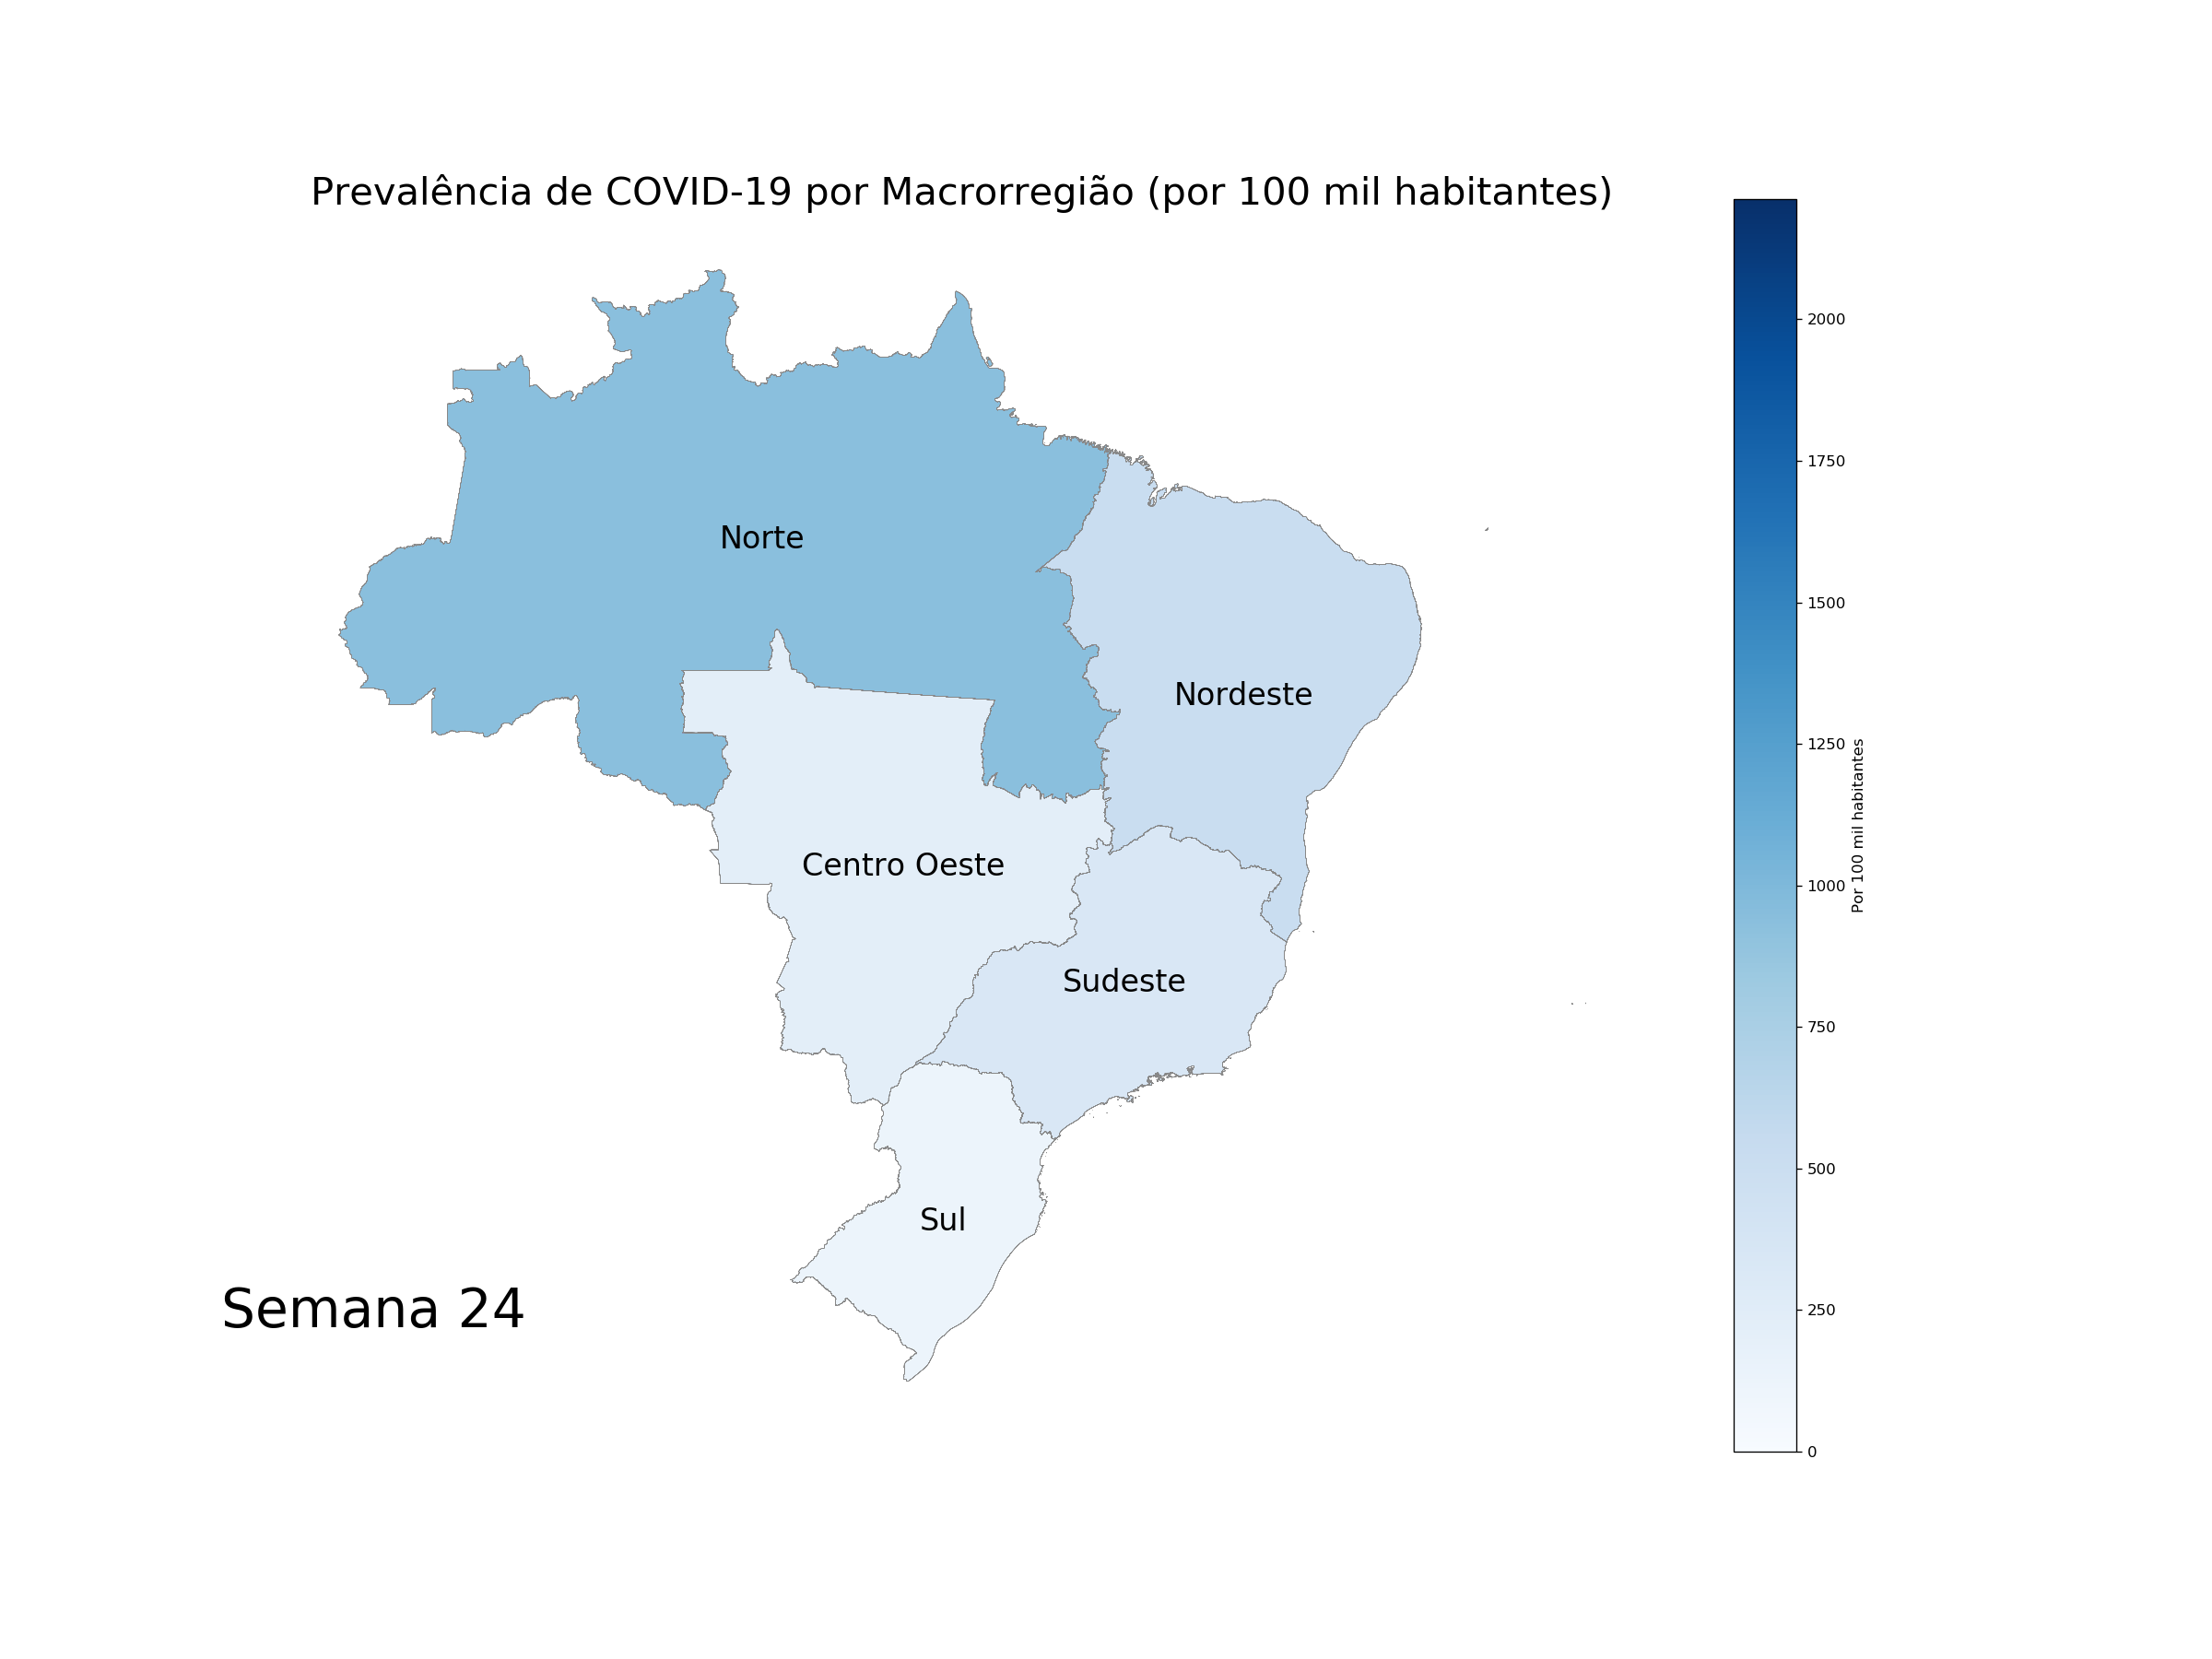 Prevalência de COVID-19 por Macrorregião (por 100 mil habitantes)
Norte
Nordeste
Centro Oeste
Sudeste
Sul
Semana 24
2000
1750
1500
1250
1000
750
500
250
0
Por 100 mil habitantes